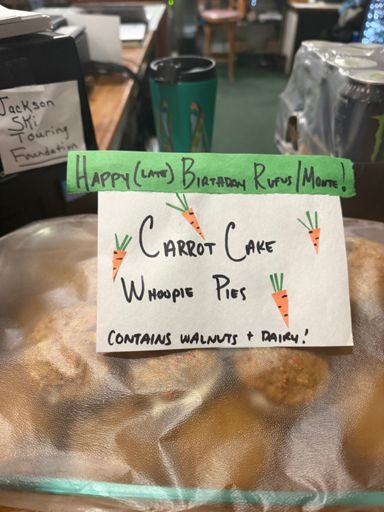 Jackson
Ski
Touring
Foundation
HAPPY (LATE) BIRTHDAY RUFUS/MONTE!
CARROT CAKE
WHOOPIE PIES
CONTAINS WALNUTS + DAIRY!